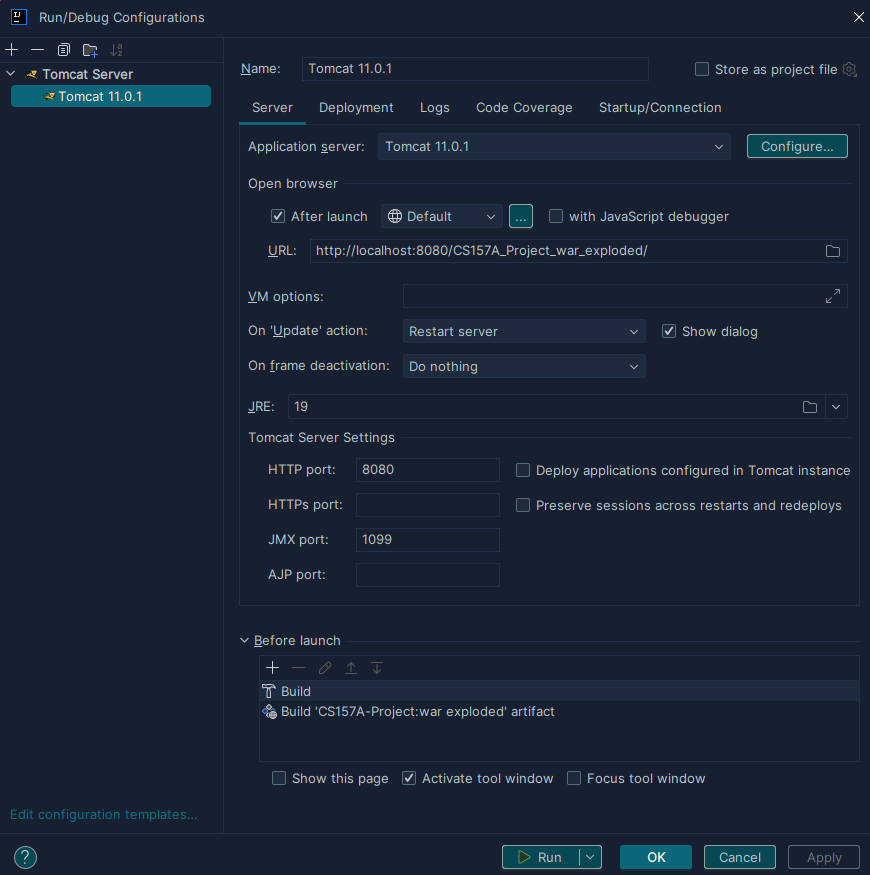 Run/Debug Configurations
Tomcat Server
Tomcat 11.0.1
Name: Tomcat 11.0.1 Store as project file
Server Deployment Logs Code Coverage Startup/Connection
Application server: Tomcat 11.0.1 Configure...
Open browser
After launch Default ... with JavaScript debugger
URL: http://localhost:8080/CS157A_Project_war_exploded/
VM options:
On 'Update' action: Restart server Show dialog
On frame deactivation: Do nothing
JRE: 19
Tomcat Server Settings
HTTP port: 8080 Deploy applications configured in Tomcat instance
HTTPs port: Preserve sessions across restarts and redeploys
JMX port: 1099
AJP port:
Before launch
Build
Build 'CS157A-Project:war exploded' artifact
Show this page Activate tool window Focus tool window
Edit configuration templates...
? Run OK Cancel Apply